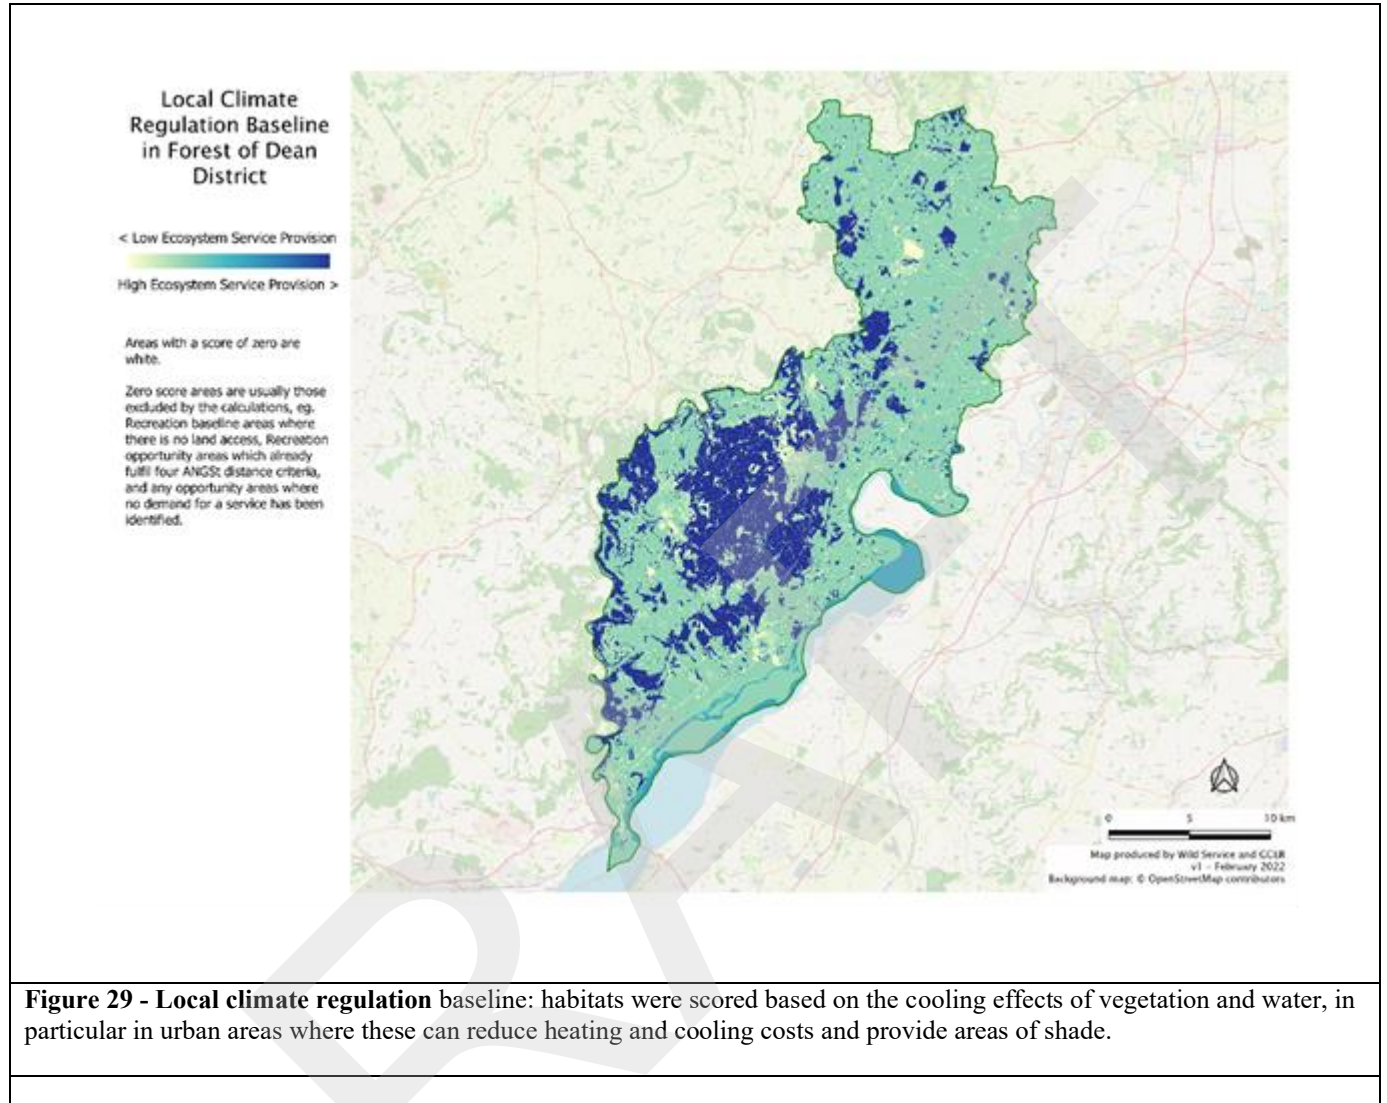 Local Climate
Regulation Baseline
in Forest of Dean
District
< Low Ecosystem Service Provision
High Ecosystem Service Provision >
Areas with a score of zero are
white.
Zero score areas are usually those
excluded by the calculations, eg.
Recreation baseline areas where
there is no land access, Recreation
opportunity areas which already
fulfil four ANGSt distance criteria,
and any opportunity areas where
no demand for a service has been
identified.
0 5 10 km
Map produced by Wild Service and GCER
v1 - February 2022
Background map: © OpenStreetMap contributors
Figure 29 - Local climate regulation baseline: habitats were scored based on the cooling effects of vegetation and water, in
particular in urban areas where these can reduce heating and cooling costs and provide areas of shade.